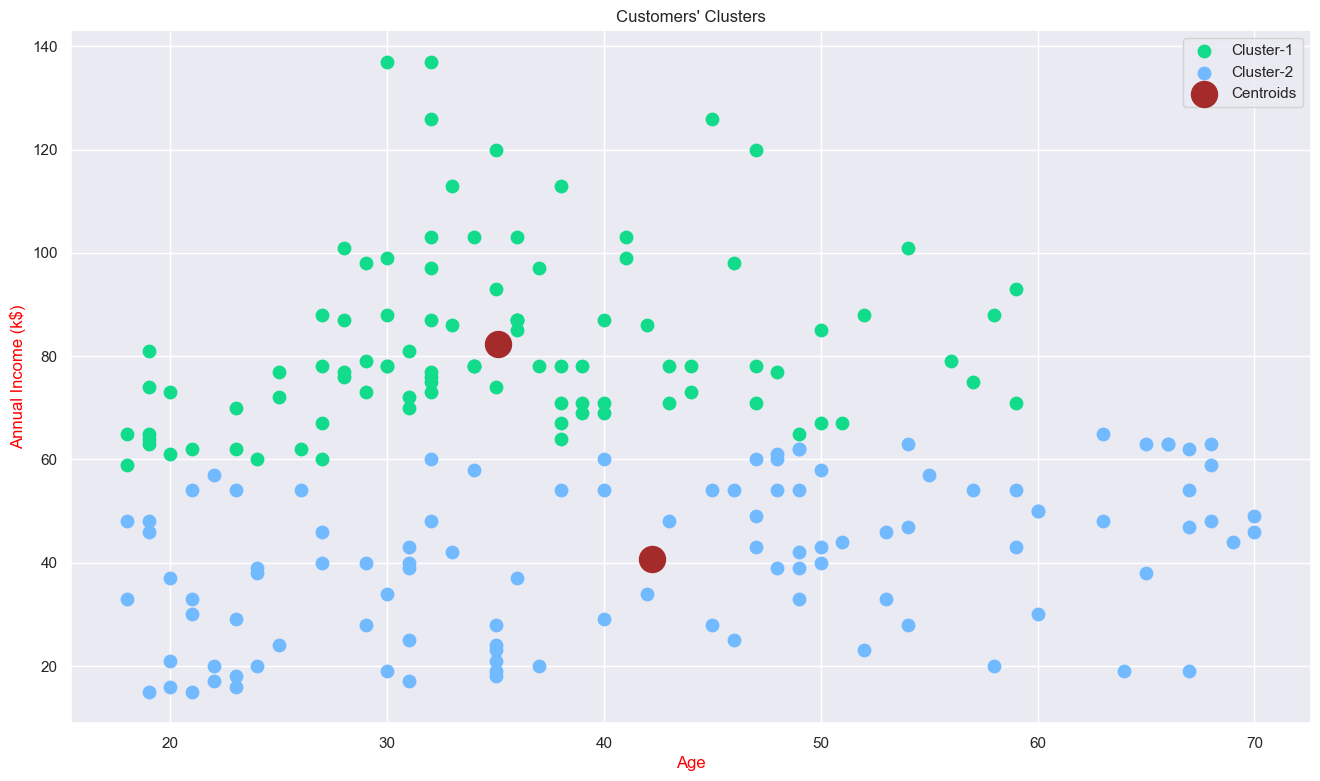 Customers' Clusters
Cluster-1
Cluster-2
Centroids
Annual Income (k$)
140
120
100
80
60
40
20
20 30 40 50 60 70
Age